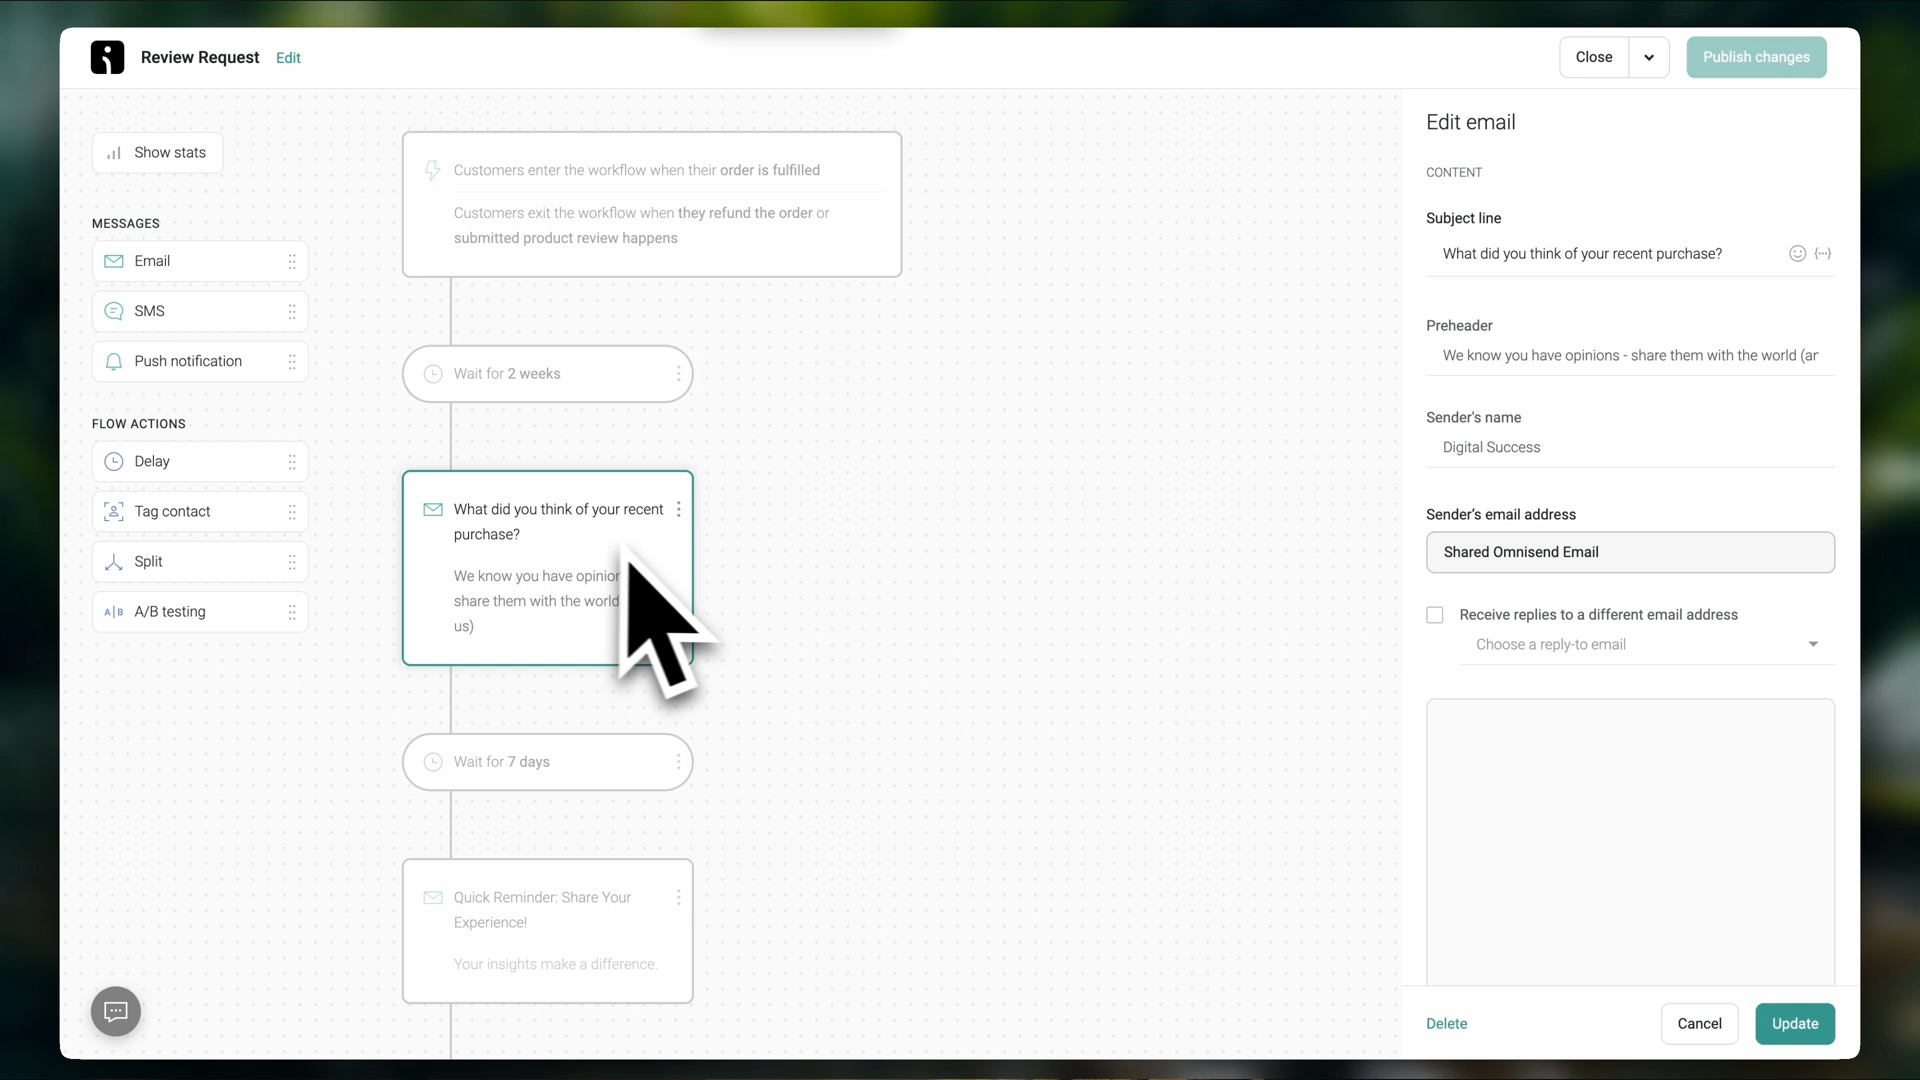 Review Request
Edit
Close
Publish changes
Show stats
MESSAGES
Email
SMS
Push notification
FLOW ACTIONS
Delay
Tag contact
Split
A|B
A/B testing
Customers enter the workflow when their order is fulfilled
Customers exit the workflow when they refund the order or
submitted product review happens
Wait for 2 weeks
What did you think of your recent
purchase?
We know you have
share them with the world
us)
Wait for 7 days
Quick Reminder: Share Your
Experience!
Your insights make a difference.
Edit email
CONTENT
Subject line
What did you think of your recent purchase?
Preheader
We know you have opinions - share them with the world (ar
Sender's name
Digital Success
Sender's email address
Shared Omnisend Email
Receive replies to a different email address
Choose a reply-to email
Delete
Cancel
Update